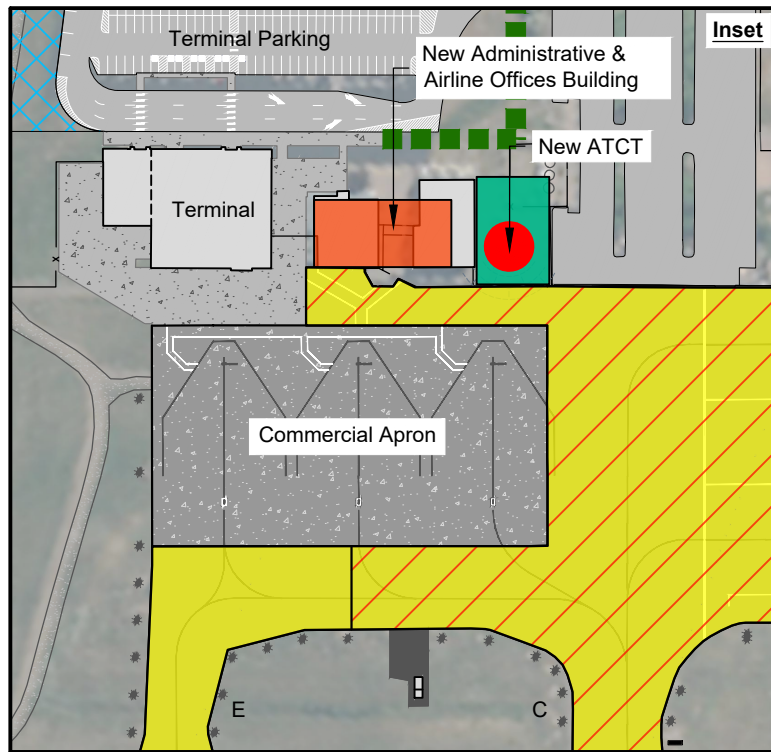 Inset
Terminal Parking
New Administrative &
Airline Offices Building
New ATCT
Terminal
x
Commercial Apron
E
C